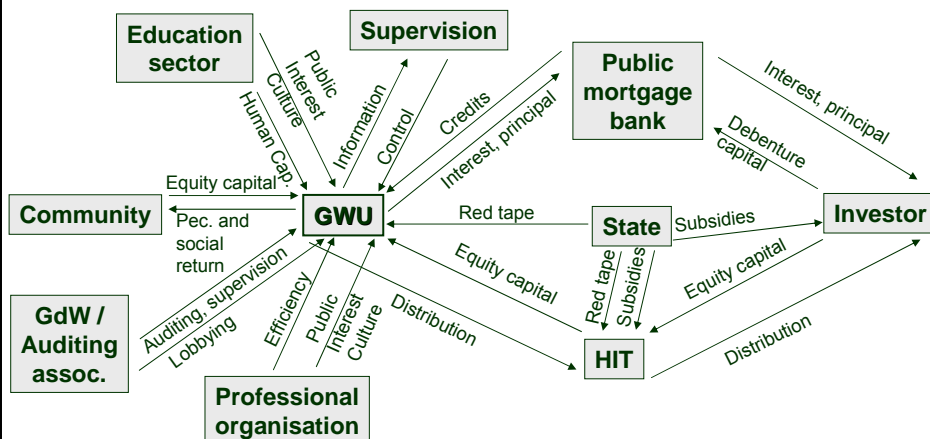 Education
sector
Supervision
Public
mortgage
bank
Public
Interest
Culture
Human Cap.
Information
Control
Credits
Interest, principal
Interest, principal
Debenture
capital
Equity capital
Community
Pec. and
social
return
GWU
Red tape
State
Subsidies
Investor
Equity capital
Red tape
Subsidies
Equity capital
Distribution
HIT
Distribution
GdW /
Auditing
assoc.
Auditing, supervision
Lobbying
Efficiency
Public
Interest
Culture
Professional
organisation